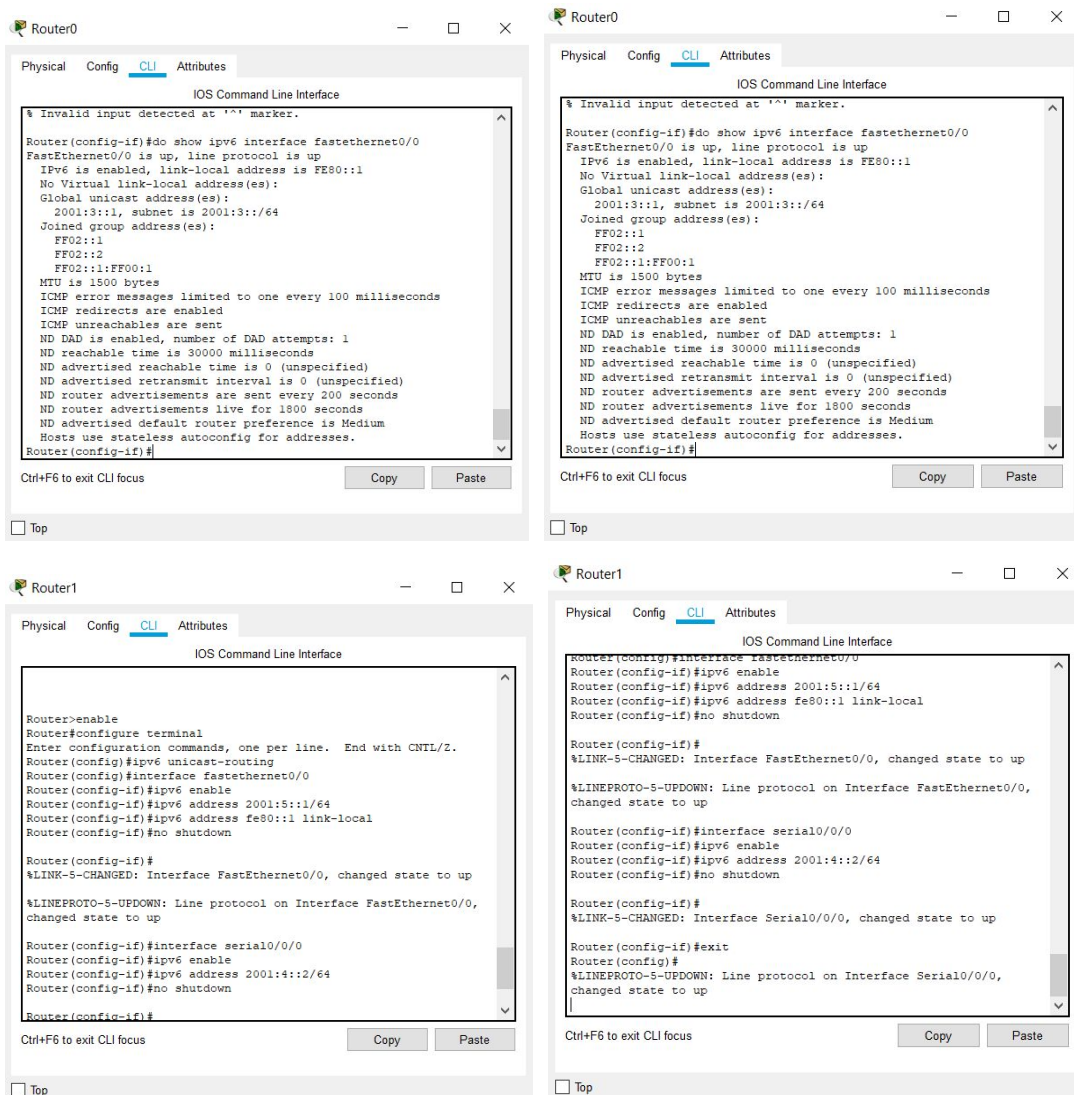 Router0
Physical Config CLI Attributes
IOS Command Line Interface
% Invalid input detected at '^' marker.
Router(config-if)#do show ipv6 interface fastethernet0/0
FastEthernet0/0 is up, line protocol is up
IPv6 is enabled, link-local address is FE80::1
No Virtual link-local address(es):
Global unicast address(es):
2001:3::1, subnet is 2001:3::/64
Joined group address(es):
FF02::1
FF02::2
FF02::1:FF00:1
MTU is 1500 bytes
ICMP error messages limited to one every 100 milliseconds
ICMP redirects are enabled
ICMP unreachables are sent
ND DAD is enabled, number of DAD attempts: 1
ND reachable time is 30000 milliseconds
ND advertised reachable time is 0 (unspecified)
ND advertised retransmit interval is 0 (unspecified)
ND router advertisements are sent every 200 seconds
ND router advertisements live for 1800 seconds
ND advertised default router preference is Medium
Hosts use stateless autoconfig for addresses.
Router(config-if)#
Ctrl+F6 to exit CLI focus
Copy Paste
Top
Router0
Physical Config CLI Attributes
IOS Command Line Interface
% Invalid input detected at '^' marker.
Router(config-if)#do show ipv6 interface fastethernet0/0
FastEthernet0/0 is up, line protocol is up
IPv6 is enabled, link-local address is FE80::1
No Virtual link-local address(es):
Global unicast address(es):
2001:3::1, subnet is 2001:3::/64
Joined group address(es):
FF02::1
FF02::2
FF02::1:FF00:1
MTU is 1500 bytes
ICMP error messages limited to one every 100 milliseconds
ICMP redirects are enabled
ICMP unreachables are sent
ND DAD is enabled, number of DAD attempts: 1
ND reachable time is 30000 milliseconds
ND advertised reachable time is 0 (unspecified)
ND advertised retransmit interval is 0 (unspecified)
ND router advertisements are sent every 200 seconds
ND router advertisements live for 1800 seconds
ND advertised default router preference is Medium
Hosts use stateless autoconfig for addresses.
Router(config-if)#
Ctrl+F6 to exit CLI focus
Copy Paste
Top
Router1
Physical Config CLI Attributes
IOS Command Line Interface
Router>enable
Router#configure terminal
Enter configuration commands, one per line. End with CNTL/Z.
Router(config)#ipv6 unicast-routing
Router(config)#interface fastethernet0/0
Router(config-if)#ipv6 enable
Router(config-if)#ipv6 address 2001:5::1/64
Router(config-if)#ipv6 address fe80::1 link-local
Router(config-if)#no shutdown
Router(config-if)#
%LINK-5-CHANGED: Interface FastEthernet0/0, changed state to up
%LINEPROTO-5-UPDOWN: Line protocol on Interface FastEthernet0/0,
changed state to up
Router(config-if)#interface serial0/0/0
Router(config-if)#ipv6 enable
Router(config-if)#ipv6 address 2001:4::2/64
Router(config-if)#no shutdown
Router(config-if)#
Ctrl+F6 to exit CLI focus
Copy Paste
Top
Router1
Physical Config CLI Attributes
IOS Command Line Interface
Router(config)#interface fastethernet0/0
Router(config-if)#ipv6 enable
Router(config-if)#ipv6 address 2001:5::1/64
Router(config-if)#ipv6 address fe80::1 link-local
Router(config-if)#no shutdown
Router(config-if)#
%LINK-5-CHANGED: Interface FastEthernet0/0, changed state to up
%LINEPROTO-5-UPDOWN: Line protocol on Interface FastEthernet0/0,
changed state to up
Router(config-if)#interface serial0/0/0
Router(config-if)#ipv6 enable
Router(config-if)#ipv6 address 2001:4::2/64
Router(config-if)#no shutdown
Router(config-if)#
%LINK-5-CHANGED: Interface Serial0/0/0, changed state to up
Router(config-if)#exit
Router(config)#
%LINEPROTO-5-UPDOWN: Line protocol on Interface Serial0/0/0,
changed state to up
Ctrl+F6 to exit CLI focus
Copy Paste
Top